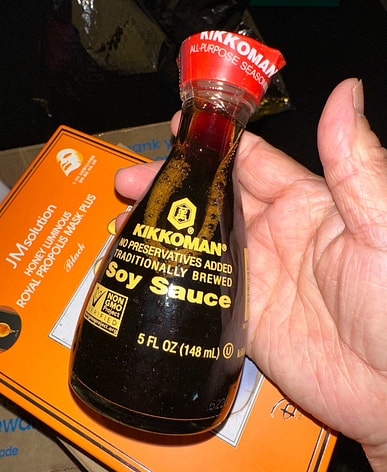 KIKKOMAN
ALL-PURPOSE SEASON
KIKKOMAN®
NO PRESERVATIVES ADDED
TRADITIONALLY BREWED
Soy Sauce
NON
GMO
Project
VERIFIED
5 FL OZ (148 mL) U
JMsolution
HONEY LUMINOUS
ROYAL PROPOLIS MASK PLUS
Black